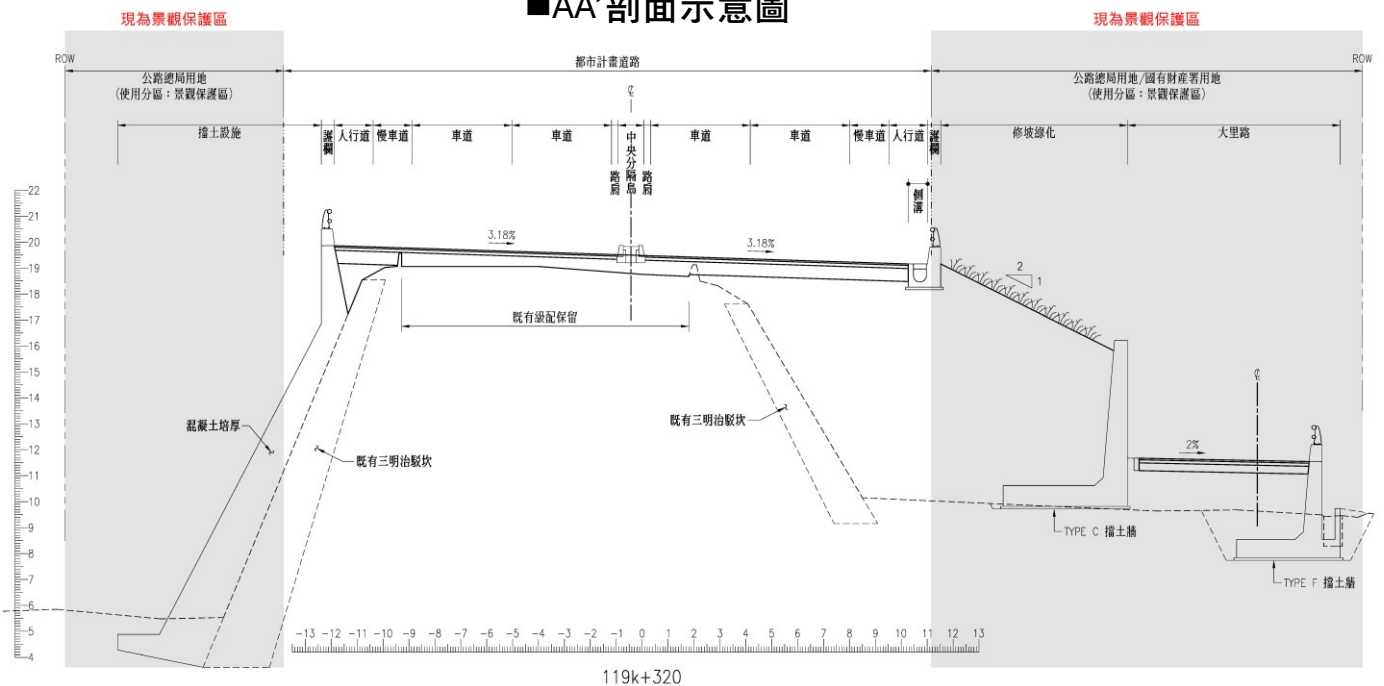 ■AA'剖面示意圖
現為景觀保護區
現為景觀保護區
ROW
都市計畫道路
ROW
公路總局用地
(使用分區：景觀保護區)
公路總局用地/國有財產署用地
(使用分區：景觀保護區)
℄
擋土設施
護欄
人行道
慢車道
車道
車道
路肩
中央分隔島
路肩
車道
車道
慢車道
人行道
護欄
修坡綠化
大里路
側溝
22
21
20
19
18
17
16
15
14
13
12
11
10
9
8
7
6
5
4
3.18%
3.18%
2
1
既有級配保留
℄
混凝土培厚
既有三明治駁坎
既有三明治駁坎
2%
TYPE C 擋土牆
TYPE F 擋土牆
-13 -12 -11 -10 -9 -8 -7 -6 -5 -4 -3 -2 -1 0 1 2 3 4 5 6 7 8 9 10 11 12 13
119k+320